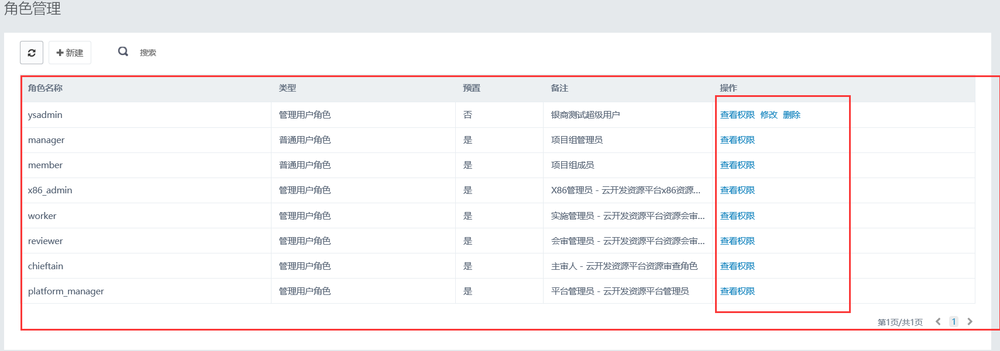 角色管理
新建 搜索
角色名称 类型 预置 备注 操作
ysadmin 管理用户角色 否 银商测试超级用户 查看权限 修改 删除
manager 普通用户角色 是 项目组管理员 查看权限
member 普通用户角色 是 项目组成员 查看权限
x86_admin 管理用户角色 是 X86管理员 - 云开发资源平台x86资源... 查看权限
worker 管理用户角色 是 实施管理员 - 云开发资源平台资源会审... 查看权限
reviewer 管理用户角色 是 会审管理员 - 云开发资源平台资源会审... 查看权限
chieftain 管理用户角色 是 主审人 - 云开发资源平台资源审查角色 查看权限
platform_manager 管理用户角色 是 平台管理员 - 云开发资源平台管理员 查看权限
第1页/共1页 1